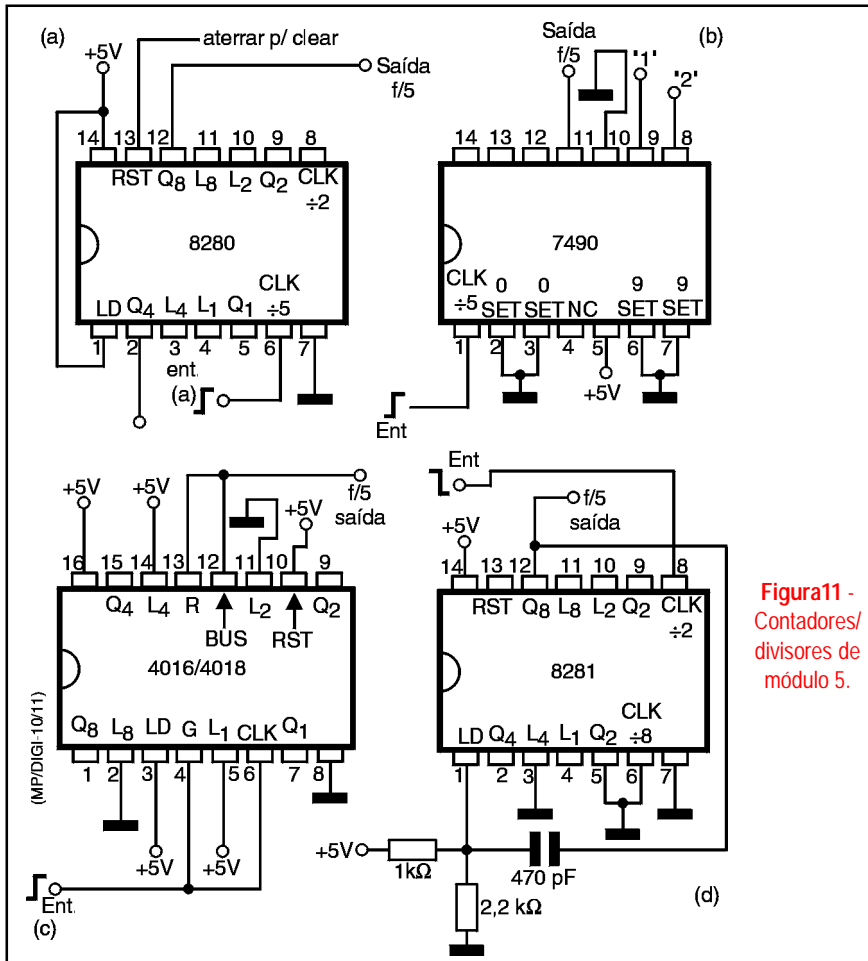 (a)
+5V
aterrar p/ clear
Saída
f/5
14 13 12 11 10 9 8
RST Q8 L8 L2 Q2 CLK
÷2
8280
CLK
LD Q4 L4 L1 Q1 ÷5
1 2 3 4 5 6 7
ent.
(a)
(b)
Saída
f/5
'1'
'2'
14 13 12 11 10 9 8
7490
CLK
÷5
0 0 9 9
SET SET NC SET SET
1 2 3 4 5 6 7
+5V
Ent
+5V +5V
f/5
saída
+5V
16 15 14 13 12 11 10 9
Q4 L4 R L2 Q2
BUS RST
4016/4018
Q8 L8 LD G L1 CLK Q1
1 2 3 4 5 6 7 8
+5V +5V
Ent.
(c)
(MP/DIGI-10/11)
Ent
f/5
saída
+5V
14 13 12 11 10 9 8
RST Q8 L8 L2 Q2 CLK
÷2
8281
CLK
LD Q4 L4 L1 Q2 ÷8
1 2 3 4 5 6 7
+5V
1kΩ
470 pF
2,2 kΩ
(d)
Figura11 -
Contadores/
divisores de
módulo 5.